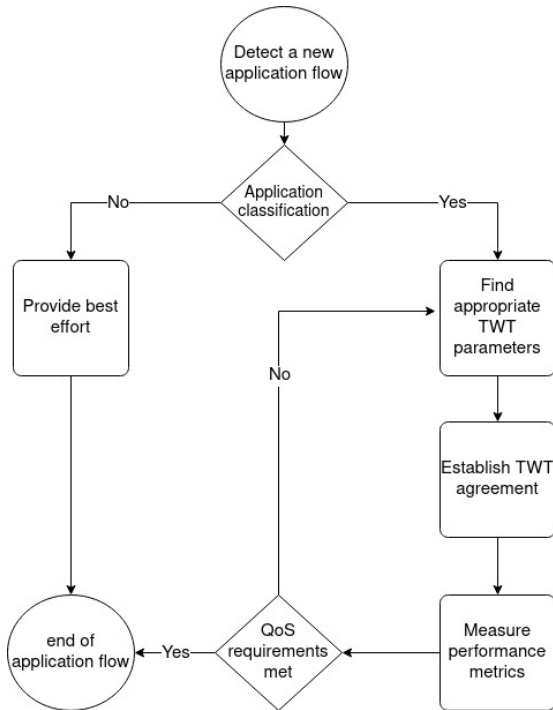 Detect a new
application flow
Application
classification
No
Yes
Provide best
effort
Find
appropriate
TWT
parameters
No
Establish TWT
agreement
end of
application flow
Yes
QoS
requirements
met
Measure
performance
metrics